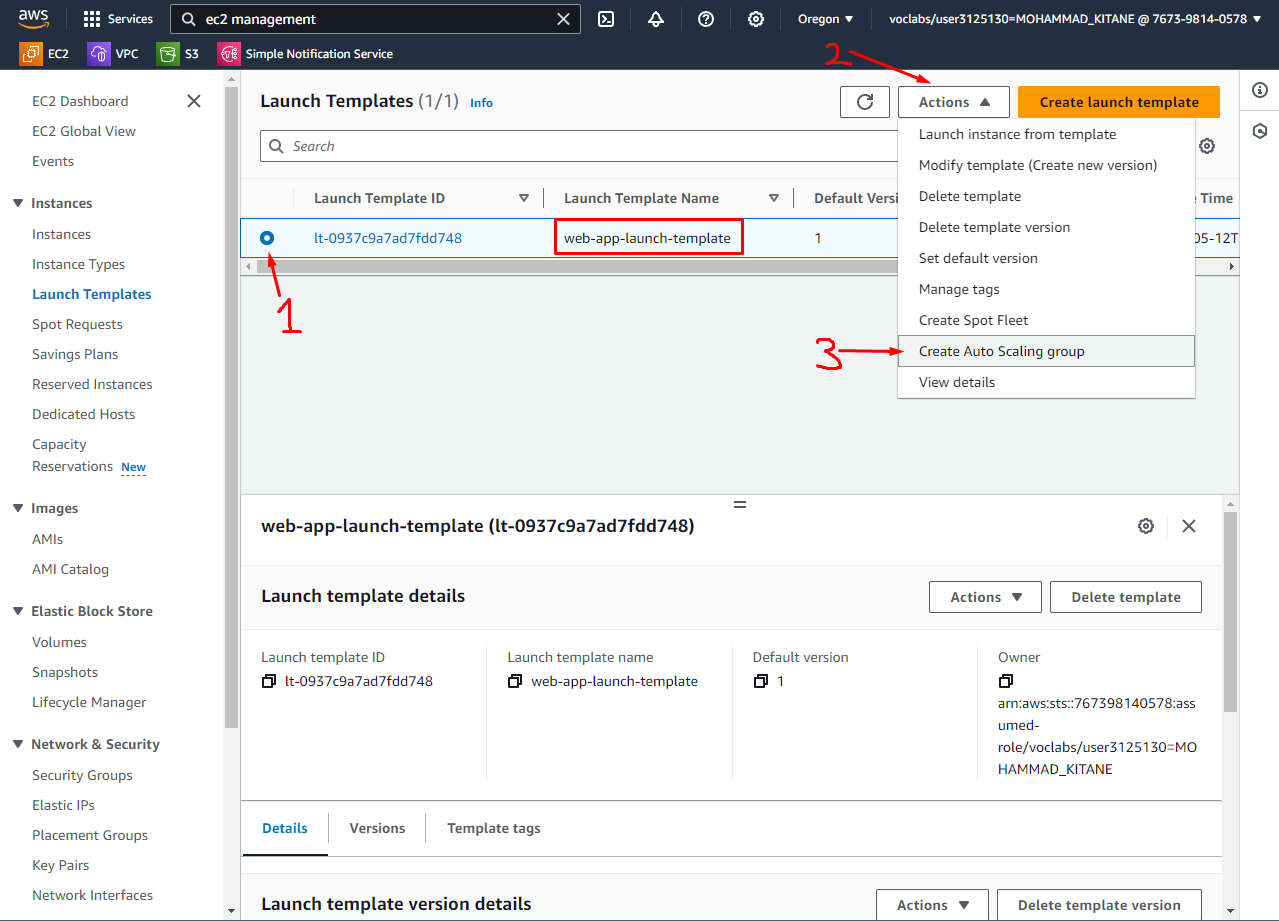 aws
Services
ec2 management
Oregon
voclabs/user3125130=MOHAMMAD_KITANE @ 7673-9814-0578
EC2
VPC
S3
Simple Notification Service
EC2 Dashboard
EC2 Global View
Events
Instances
Instances
Instance Types
Launch Templates
Spot Requests
Savings Plans
Reserved Instances
Dedicated Hosts
Capacity
Reservations New
Images
AMIs
AMI Catalog
Elastic Block Store
Volumes
Snapshots
Lifecycle Manager
Network & Security
Security Groups
Elastic IPs
Placement Groups
Key Pairs
Network Interfaces
Launch Templates (1/1) Info
2
Actions
Create launch template
Search
Launch Template ID
Launch Template Name
Default Versi
Time
lt-0937c9a7ad7fdd748
web-app-launch-template
1
05-12T
1
Launch instance from template
Modify template (Create new version)
Delete template
Delete template version
Set default version
Manage tags
Create Spot Fleet
3
Create Auto Scaling group
View details
web-app-launch-template (lt-0937c9a7ad7fdd748)
Launch template details
Actions
Delete template
Launch template ID
lt-0937c9a7ad7fdd748
Launch template name
web-app-launch-template
Default version
1
Owner
arn:aws:sts::767398140578:ass
umed-
role/voclabs/user3125130=MO
HAMMAD_KITANE
Details
Versions
Template tags
Launch template version details
Actions
Delete template version